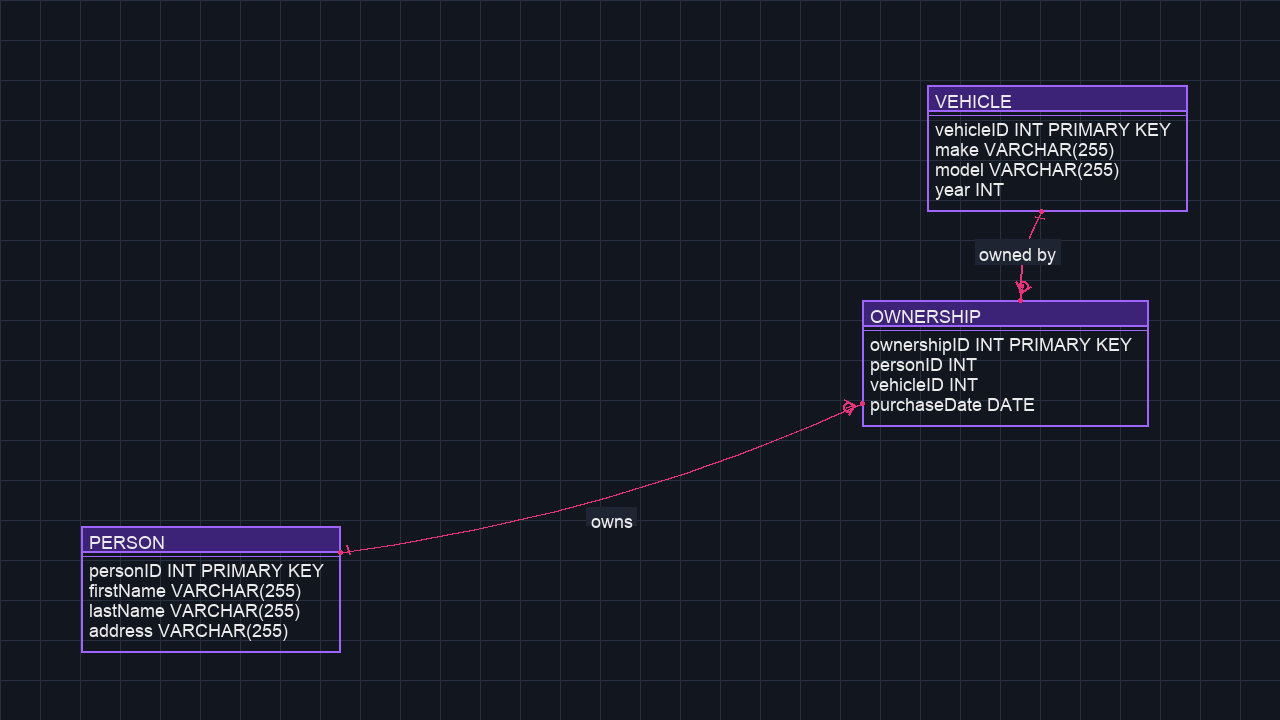 VEHICLE
vehicleID INT PRIMARY KEY
make VARCHAR(255)
model VARCHAR(255)
year INT
owned by
OWNERSHIP
ownershipID INT PRIMARY KEY
personID INT
vehicleID INT
purchaseDate DATE
owns
PERSON
personID INT PRIMARY KEY
firstName VARCHAR(255)
lastName VARCHAR(255)
address VARCHAR(255)